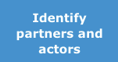 Identify
partners and
actors